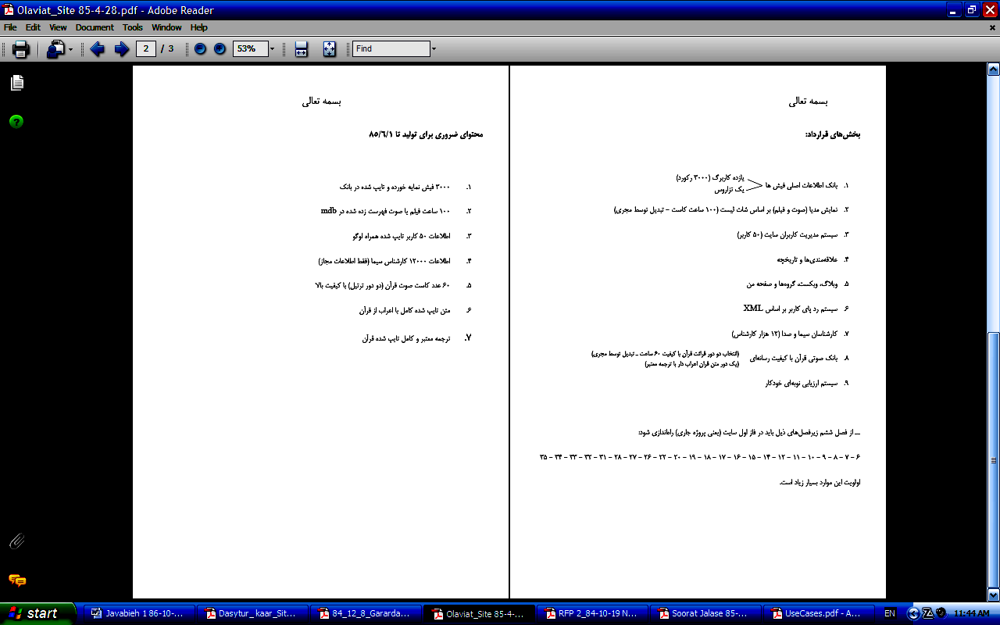 Olaviat_Site 85-4-28.pdf - Adobe Reader
File Edit View Document Tools Window Help
2 / 3 53% Find
بسمه تعالی
بخش‌های قرارداد:
۱. بانک اطلاعات اصلی فیش ها
یازده کاربرگ (۳۰۰۰ رکورد)
یک تزاروس
۲. نمایش مدیا (صوت و فیلم) بر اساس شات لیست (۱۰۰ ساعت کاست – تبدیل توسط مجری)
۳. سیستم مدیریت کاربران سایت (۵۰ کاربر)
۴. علاقه‌مندی‌ها و تاریخچه
۵. وبلاگ، وبکست، گروه‌ها و صفحه من
۶. سیستم رد پای کاربر بر اساس XML
۷. کارشناسان سیما و صدا (۱۲ هزار کارشناس)
۸. بانک صوتی قرآن با کیفیت رسانه‌ای
(انتخاب دو دور قرائت قرآن با کیفیت ۶۰ ساعت ـ تبدیل توسط مجری)
(یک دور متن قران اعراب دار با ترجمه معتبر)
۹. سیستم ارزیابی نوبه‌ای خودکار
ـــ از فصل ششم زیرفصل‌های ذیل باید در فاز اول سایت (یعنی پروژه جاری) راه‌اندازی شود:
۶ – ۷ – ۸ – ۹ – ۱۰ – ۱۱ – ۱۲ – ۱۴ – ۱۵ – ۱۶ – ۱۷ – ۱۸ – ۱۹ – ۲۰ – ۲۲ – ۲۶ – ۲۷ – ۲۸ – ۳۱ – ۳۲ – ۳۳ – ۳۴ – ۳۵
اولویت این موارد بسیار زیاد است.
بسمه تعالی
محتوای ضروری برای تولید تا ۸۵/۶/۱
۱. ۳۰۰۰ فیش نمایه خورده و تایپ شده در بانک
۲. ۱۰۰ ساعت فیلم یا صوت فهرست زده شده در mdb
۳. اطلاعات ۵۰ کاربر تایپ شده همراه لوگو
۴. اطلاعات ۱۲۰۰۰ کارشناس سیما (فقط اطلاعات مجاز)
۵. ۶۰ عدد کاست صوت قرآن (دو دور ترتیل) با کیفیت بالا
۶. متن تایپ شده کامل با اعراب از قرآن
۷. ترجمه معتبر و کامل تایپ شده قرآن
start Javabieh 1 86-10-... Dasytur_ kaar_Sit... 84_12_8_Gararda... Olaviat_Site 85-4-... RFP 2_84-10-19 N... Soorat Jalase 85-... UseCases.pdf - A... EN 11:44 AM